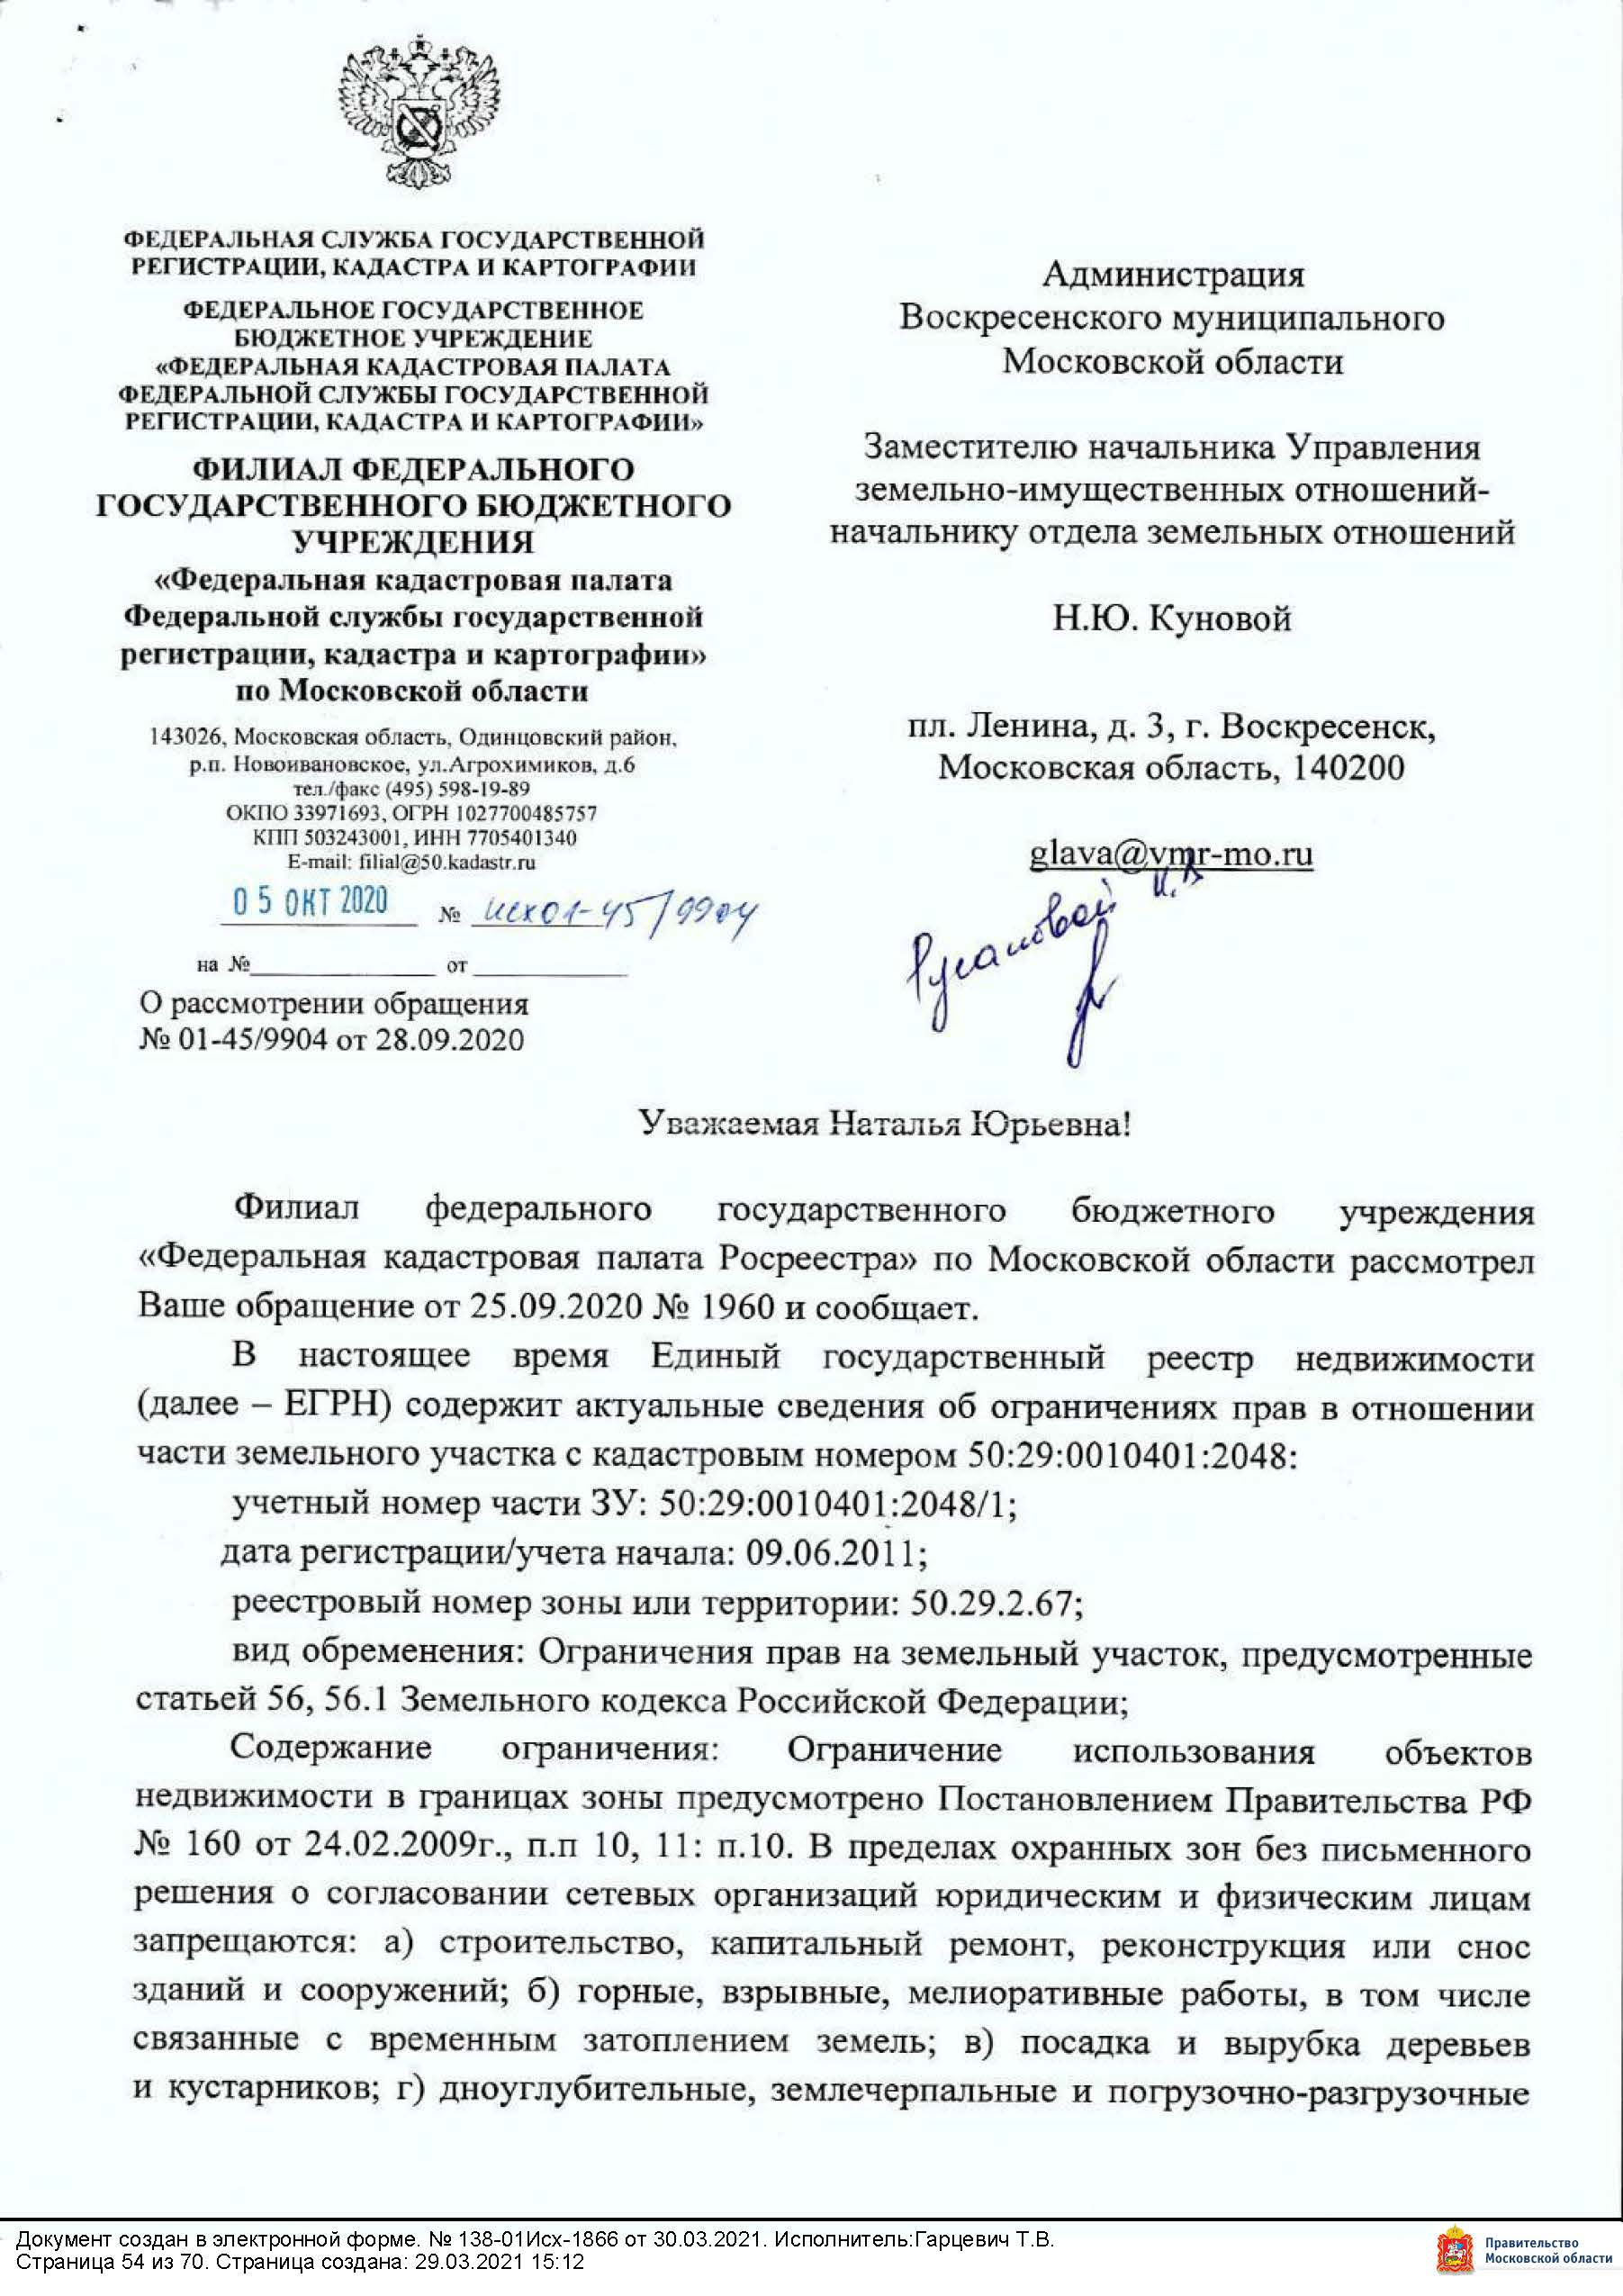 ФЕДЕРАЛЬНАЯ СЛУЖБА ГОСУДАРСТВЕННОЙ
РЕГИСТРАЦИИ, КАДАСТРА И КАРТОГРАФИИ
ФЕДЕРАЛЬНОЕ ГОСУДАРСТВЕННОЕ
БЮДЖЕТНОЕ УЧРЕЖДЕНИЕ
«ФЕДЕРАЛЬНАЯ КАДАСТРОВАЯ ПАЛАТА
ФЕДЕРАЛЬНОЙ СЛУЖБЫ ГОСУДАРСТВЕННОЙ
РЕГИСТРАЦИИ, КАДАСТРА И КАРТОГРАФИИ»
ФИЛИАЛ ФЕДЕРАЛЬНОГО
ГОСУДАРСТВЕННОГО БЮДЖЕТНОГО
УЧРЕЖДЕНИЯ
«Федеральная кадастровая палата
Федеральной службы государственной
регистрации, кадастра и картографии»
по Московской области
143026, Московская область, Одинцовский район,
р.п. Новоивановское, ул.Агрохимиков, д.6
тел./факс (495) 598-19-89
ОКПО 33971693, ОГРН 1027700485757
КПП 503243001, ИНН 7705401340
E-mail: filial@50.kadastr.ru
05 ОКТ 2020 № исх01-45/9904
на № от
О рассмотрении обращения
№ 01-45/9904 от 28.09.2020
Администрация
Воскресенского муниципального
Московской области
Заместителю начальника Управления
земельно-имущественных отношений-
начальнику отдела земельных отношений
Н.Ю. Куновой
пл. Ленина, д. 3, г. Воскресенск,
Московская область, 140200
glava@vmr-mo.ru
Уважаемая Наталья Юрьевна!
Филиал федерального государственного бюджетного учреждения
«Федеральная кадастровая палата Росреестра» по Московской области рассмотрел
Ваше обращение от 25.09.2020 № 1960 и сообщает.
В настоящее время Единый государственный реестр недвижимости
(далее – ЕГРН) содержит актуальные сведения об ограничениях прав в отношении
части земельного участка с кадастровым номером 50:29:0010401:2048:
учетный номер части ЗУ: 50:29:0010401:2048/1;
дата регистрации/учета начала: 09.06.2011;
реестровый номер зоны или территории: 50.29.2.67;
вид обременения: Ограничения прав на земельный участок, предусмотренные
статьей 56, 56.1 Земельного кодекса Российской Федерации;
Содержание ограничения: Ограничение использования объектов
недвижимости в границах зоны предусмотрено Постановлением Правительства РФ
№ 160 от 24.02.2009г., п.п 10, 11: п.10. В пределах охранных зон без письменного
решения о согласовании сетевых организаций юридическим и физическим лицам
запрещаются: а) строительство, капитальный ремонт, реконструкция или снос
зданий и сооружений; б) горные, взрывные, мелиоративные работы, в том числе
связанные с временным затоплением земель; в) посадка и вырубка деревьев
и кустарников; г) дноуглубительные, землечерпальные и погрузочно-разгрузочные
Документ создан в электронной форме. № 138-01Исх-1866 от 30.03.2021. Исполнитель:Гарцевич Т.В.
Страница 54 из 70. Страница создана: 29.03.2021 15:12
Правительство
Московской области